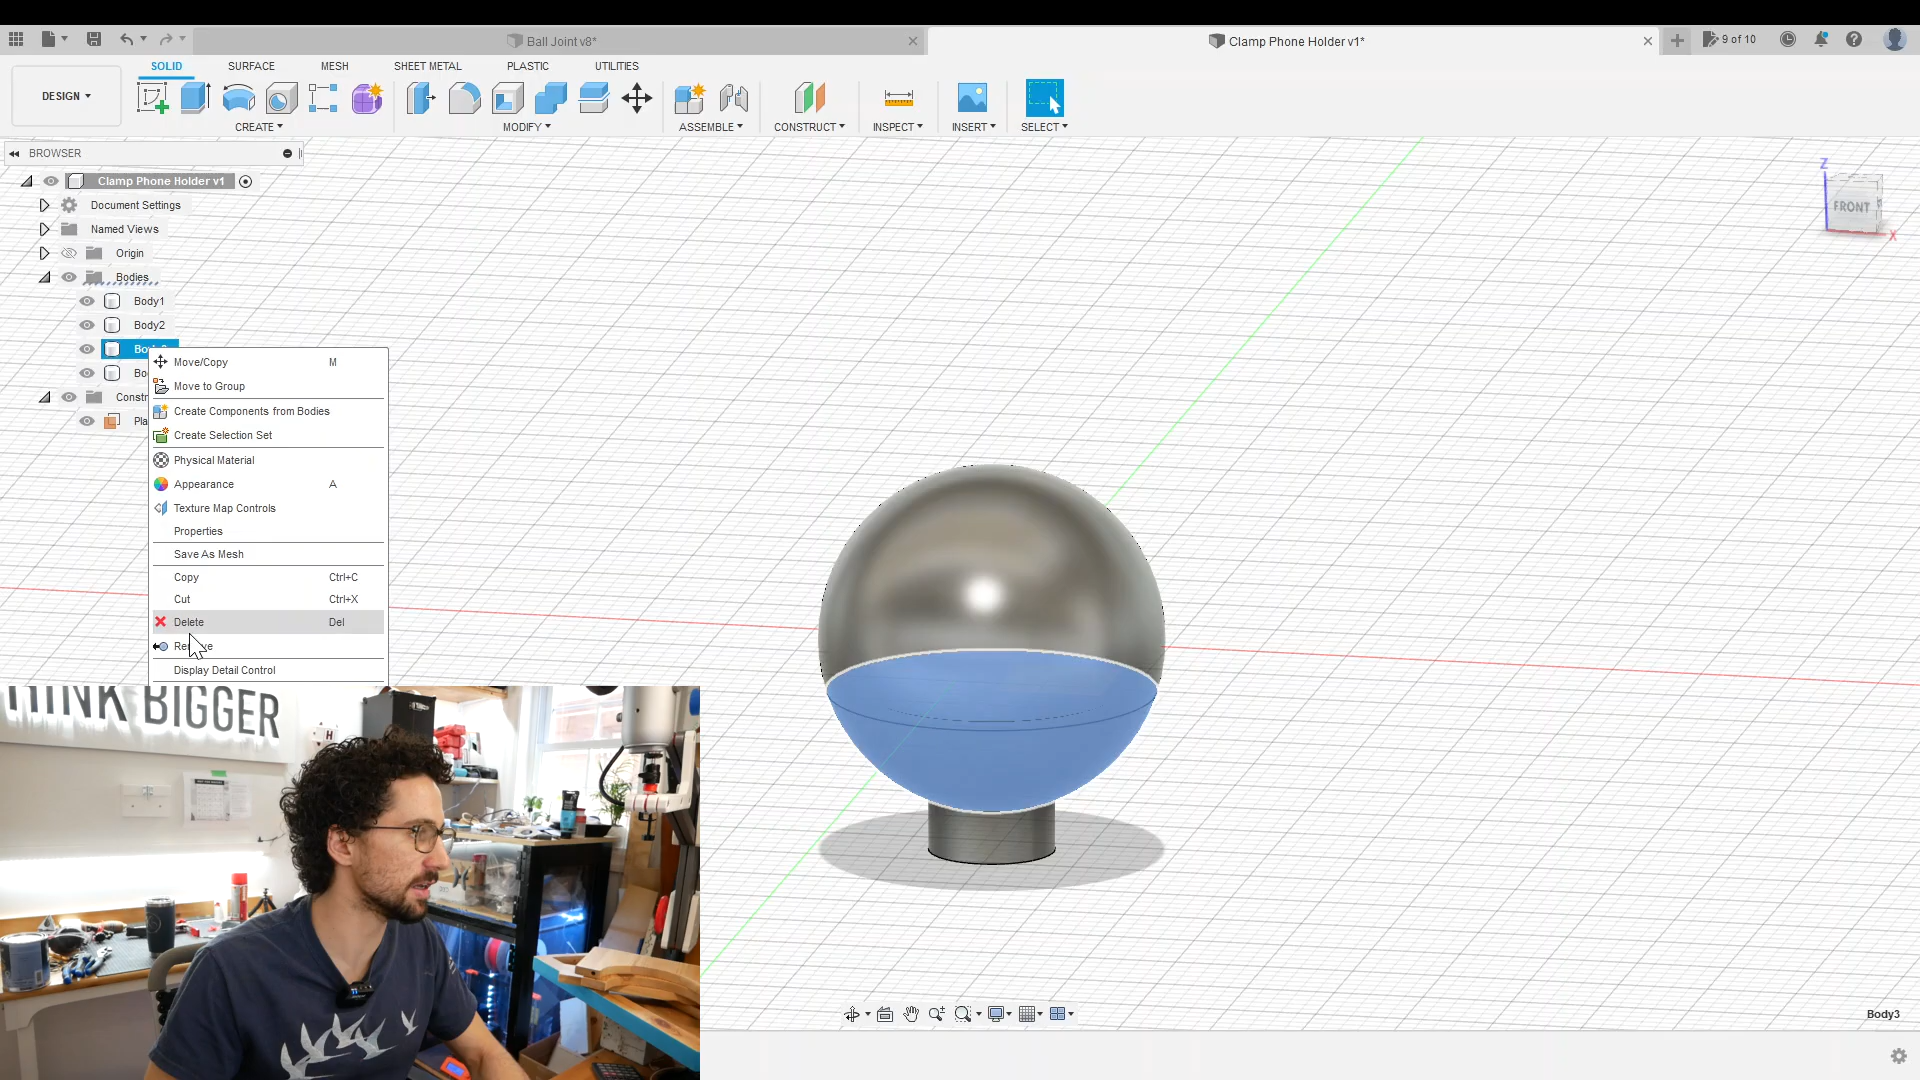 Ball Joint v8*
Clamp Phone Holder v1*
9 of 10
DESIGN
SOLID
SURFACE
MESH
SHEET METAL
PLASTIC
UTILITIES
CREATE
MODIFY
ASSEMBLE
CONSTRUCT
INSPECT
INSERT
SELECT
BROWSER
Clamp Phone Holder v1
Document Settings
Named Views
Origin
Bodies
Body1
Body2
Move/Copy M
Move to Group
Create Components from Bodies
Create Selection Set
Physical Material
Appearance A
Texture Map Controls
Properties
Save As Mesh
Copy Ctrl+C
Cut Ctrl+X
Delete Del
Display Detail Control
Z
FRONT
X
BIGGER
Body3